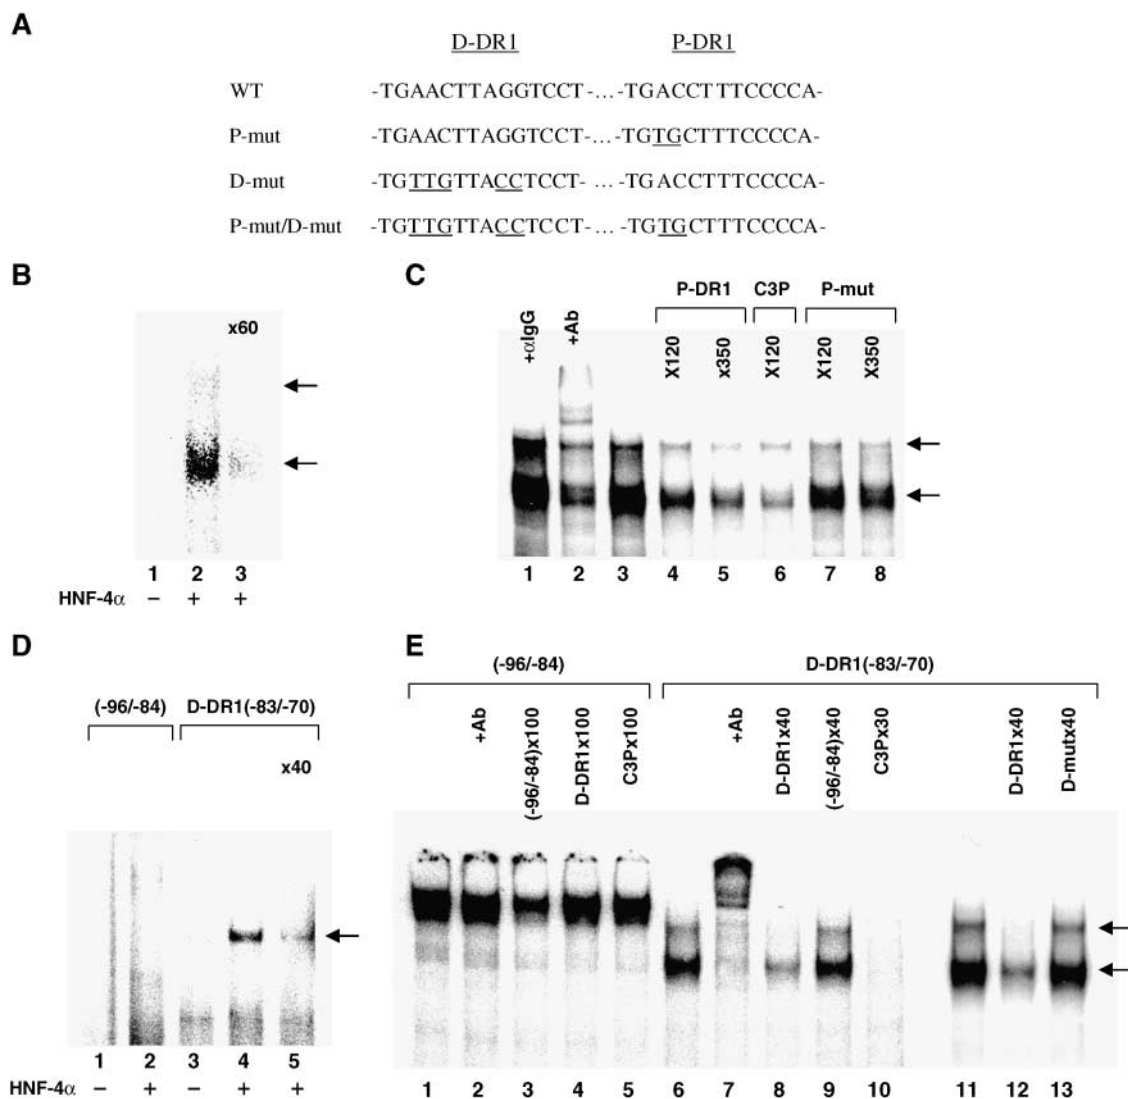 A
D-DR1 P-DR1
WT -TGAACTTAGGTCCT-...-TGACCTTTCCCCA-
P-mut -TGAACTTAGGTCCT-...-TGTGCTTTCCCCA-
D-mut -TGTTGTTACCTCCT-...-TGACCTTTCCCCA-
P-mut/D-mut -TGTTGTTACCTCCT-...-TGTGCTTTCCCCA-
B
x60
1 2 3
HNF-4α – + +
C
P-DR1 C3P P-mut
+αIgG +Ab X120 x350 X120 X120 X350
1 2 3 4 5 6 7 8
D
(-96/-84) D-DR1(-83/-70)
x40
1 2 3 4 5
HNF-4α – + – + +
E
(-96/-84) D-DR1(-83/-70)
+Ab (-96/-84)x100 D-DR1x100 C3Px100 +Ab D-DR1x40 (-96/-84)x40 C3Px30 D-DR1x40 D-mutx40
1 2 3 4 5 6 7 8 9 10 11 12 13